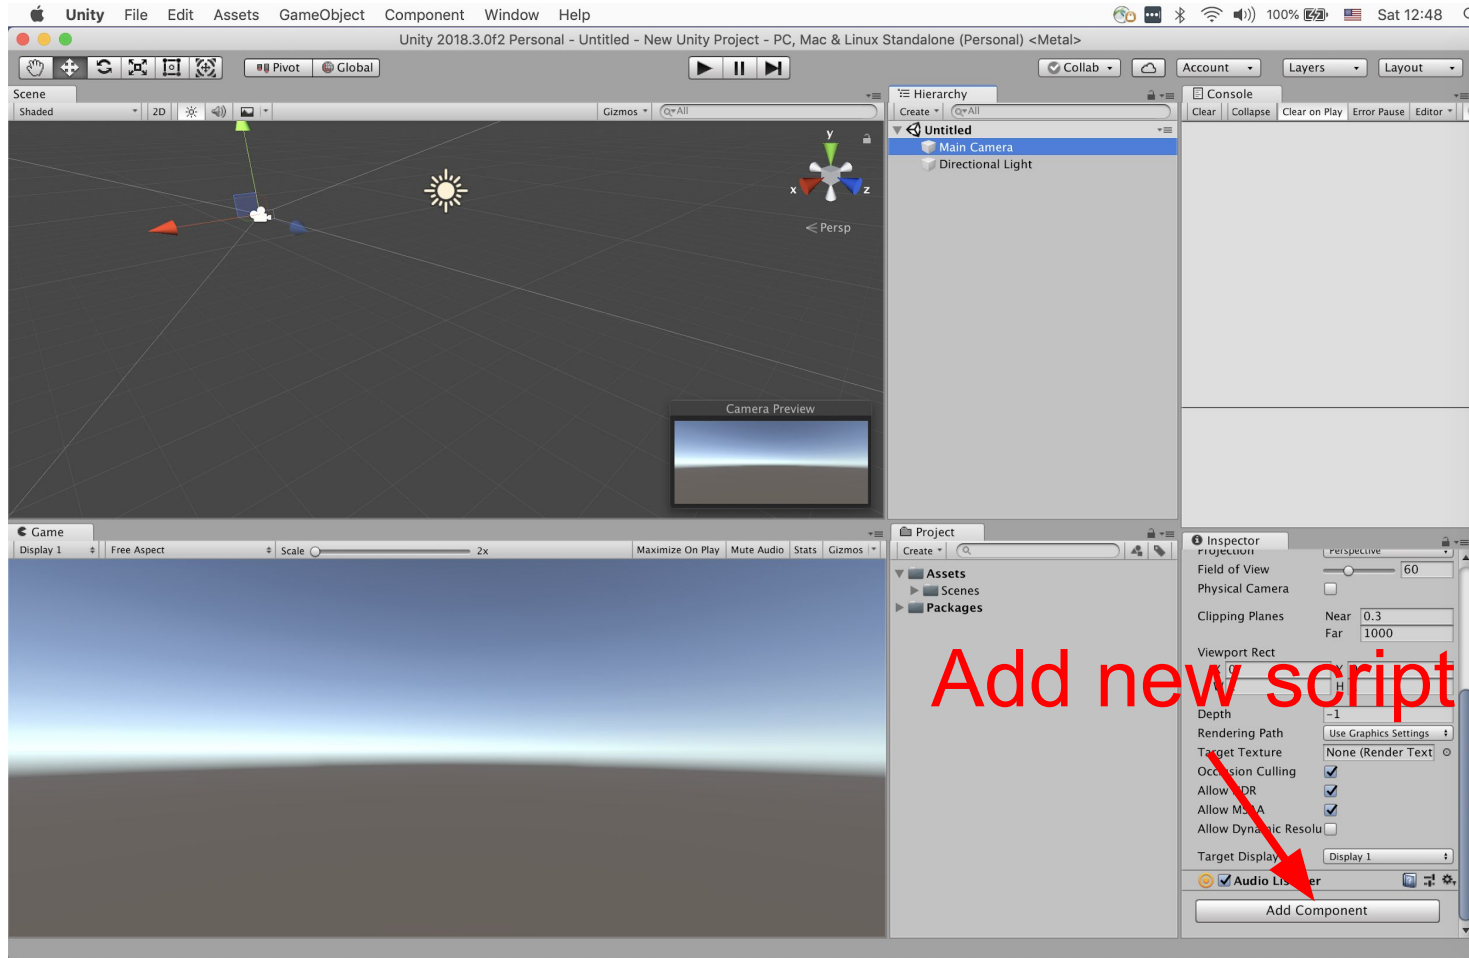 Unity File Edit Assets GameObject Component Window Help 100% Sat 12:48
Unity 2018.3.0f2 Personal - Untitled - New Unity Project - PC, Mac & Linux Standalone (Personal) <Metal>
Pivot Global Collab Account Layers Layout
Scene
Shaded 2D Gizmos All
y
x z
Persp
Camera Preview
Hierarchy
Create All
Untitled
Main Camera
Directional Light
Console
Clear Collapse Clear on Play Error Pause Editor
Game
Display 1 Free Aspect Scale 2x Maximize On Play Mute Audio Stats Gizmos
Project
Create
Assets
Scenes
Packages
Inspector
Projection Perspective
Field of View 60
Physical Camera
Clipping Planes Near 0.3
Far 1000
Viewport Rect
Add new script
H
Depth -1
Rendering Path Use Graphics Settings
Target Texture None (Render Text
Occlusion Culling
Allow HDR
Allow MSAA
Allow Dynamic Resolu
Target Display Display 1
Audio Listener
Add Component